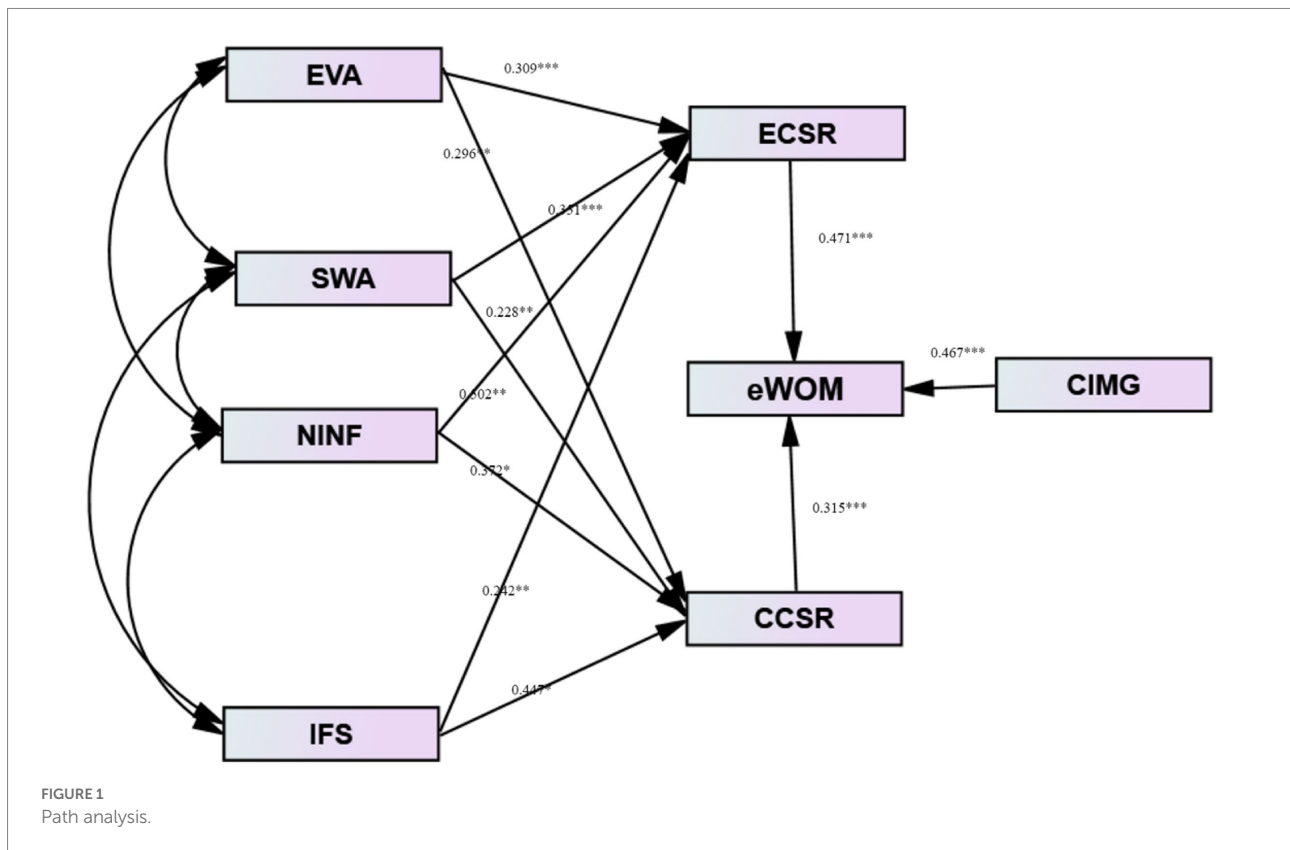 EVA
0.309***
ECSR
0.296**
0.351***
0.471***
SWA
0.228**
0.467***
CIMG
eWOM
0.302**
NINF
0.372*
0.315***
0.242**
CCSR
0.447*
IFS
FIGURE 1
Path analysis.